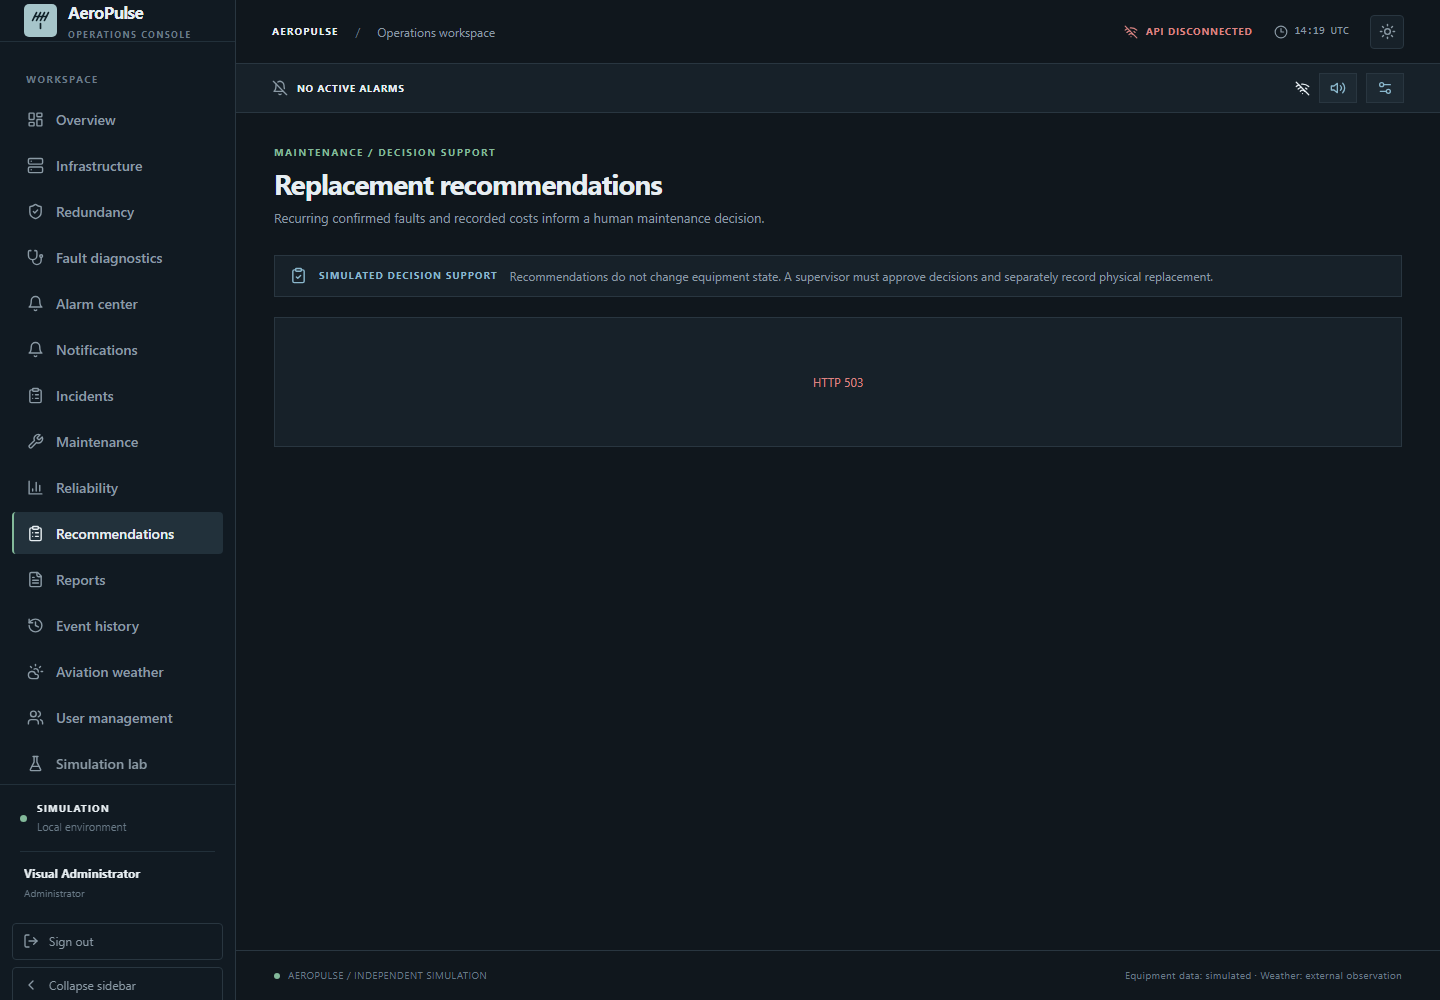 AeroPulse
OPERATIONS CONSOLE
WORKSPACE
Overview
Infrastructure
Redundancy
Fault diagnostics
Alarm center
Notifications
Incidents
Maintenance
Reliability
Recommendations
Reports
Event history
Aviation weather
User management
Simulation lab
SIMULATION
Local environment
Visual Administrator
Administrator
Sign out
Collapse sidebar
AEROPULSE / Operations workspace
API DISCONNECTED
14:19 UTC
NO ACTIVE ALARMS
MAINTENANCE / DECISION SUPPORT
Replacement recommendations
Recurring confirmed faults and recorded costs inform a human maintenance decision.
SIMULATED DECISION SUPPORT Recommendations do not change equipment state. A supervisor must approve decisions and separately record physical replacement.
HTTP 503
AEROPULSE / INDEPENDENT SIMULATION
Equipment data: simulated · Weather: external observation